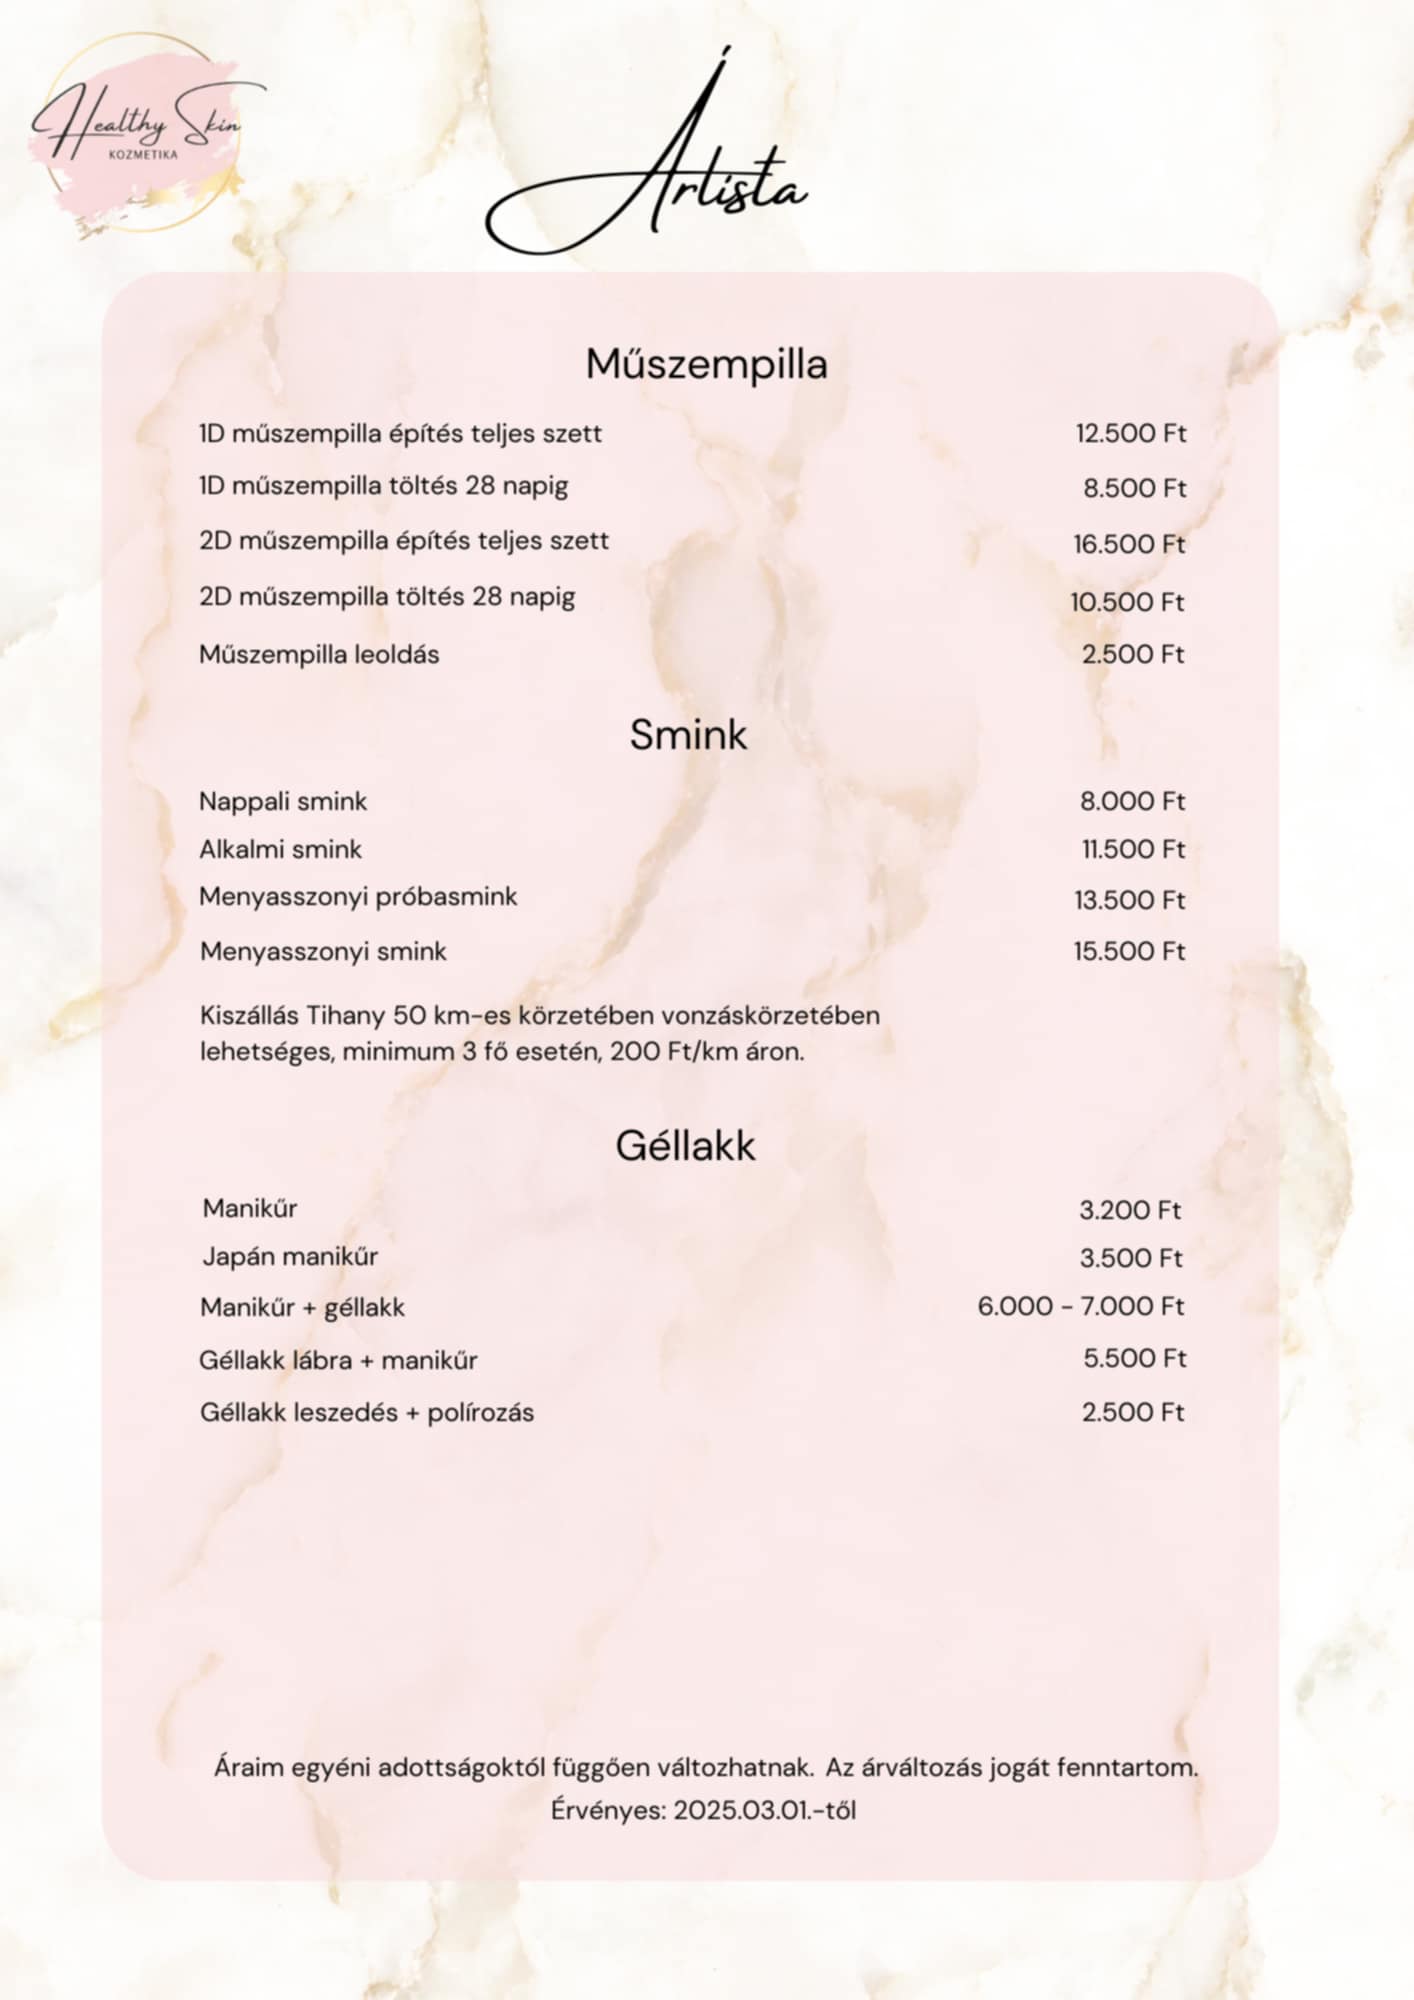 Healthy Skin
KOZMETIKA
Árlista
Műszempilla
1D műszempilla építés teljes szett 12.500 Ft
1D műszempilla töltés 28 napig 8.500 Ft
2D műszempilla építés teljes szett 16.500 Ft
2D műszempilla töltés 28 napig 10.500 Ft
Műszempilla leoldás 2.500 Ft
Smink
Nappali smink 8.000 Ft
Alkalmi smink 11.500 Ft
Menyasszonyi próbasmink 13.500 Ft
Menyasszonyi smink 15.500 Ft
Kiszállás Tihany 50 km-es körzetében vonzáskörzetében
lehetséges, minimum 3 fő esetén, 200 Ft/km áron.
Géllakk
Manikűr 3.200 Ft
Japán manikűr 3.500 Ft
Manikűr + géllakk 6.000 - 7.000 Ft
Géllakk lábra + manikűr 5.500 Ft
Géllakk leszedés + polírozás 2.500 Ft
Áraim egyéni adottságoktól függően változhatnak. Az árváltozás jogát fenntartom.
Érvényes: 2025.03.01.-től